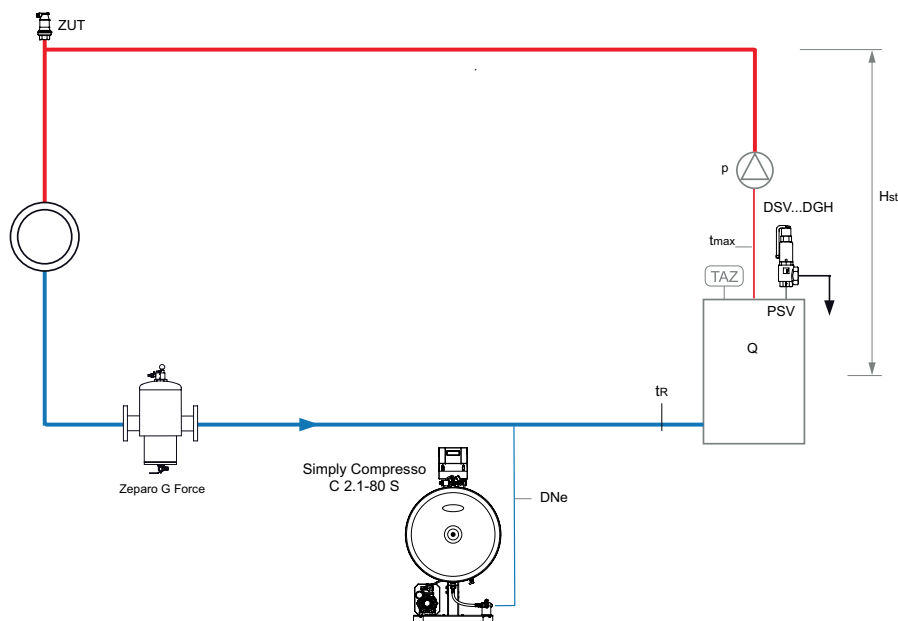 ZUT
p
Hst
DSV...DGH
tmax
TAZ
PSV
Q
tR
Simply Compresso
C 2.1-80 S
Zeparo G Force
DNe